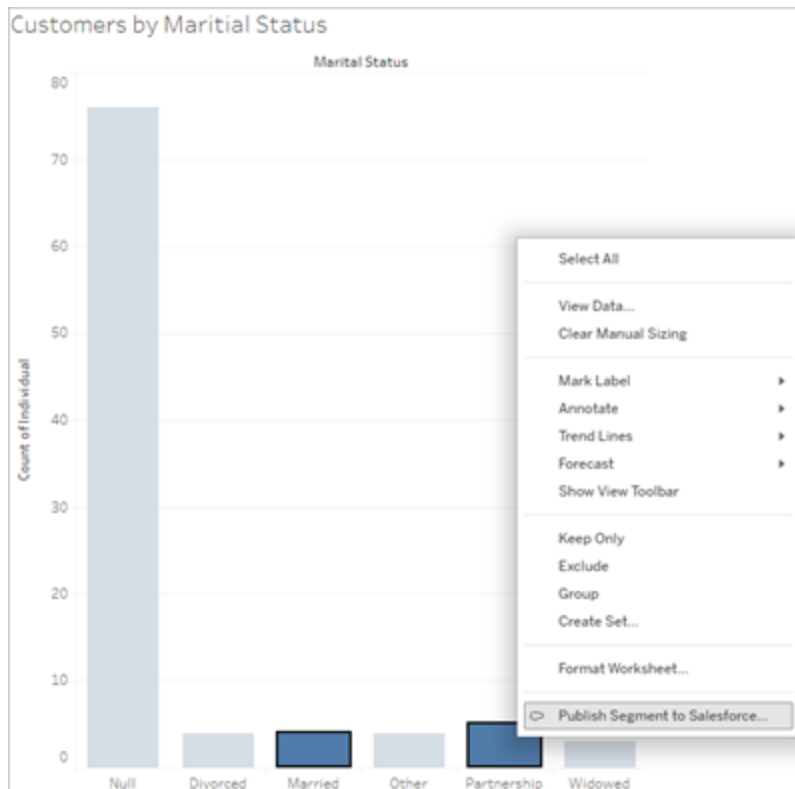 Customers by Maritial Status
Marital Status
80
70
60
50
40
30
20
10
0
Count of Individual
Null Divorced Married Other Partnership Widowed
Select All
View Data...
Clear Manual Sizing
Mark Label
Annotate
Trend Lines
Forecast
Show View Toolbar
Keep Only
Exclude
Group
Create Set...
Format Worksheet...
Publish Segment to Salesforce...